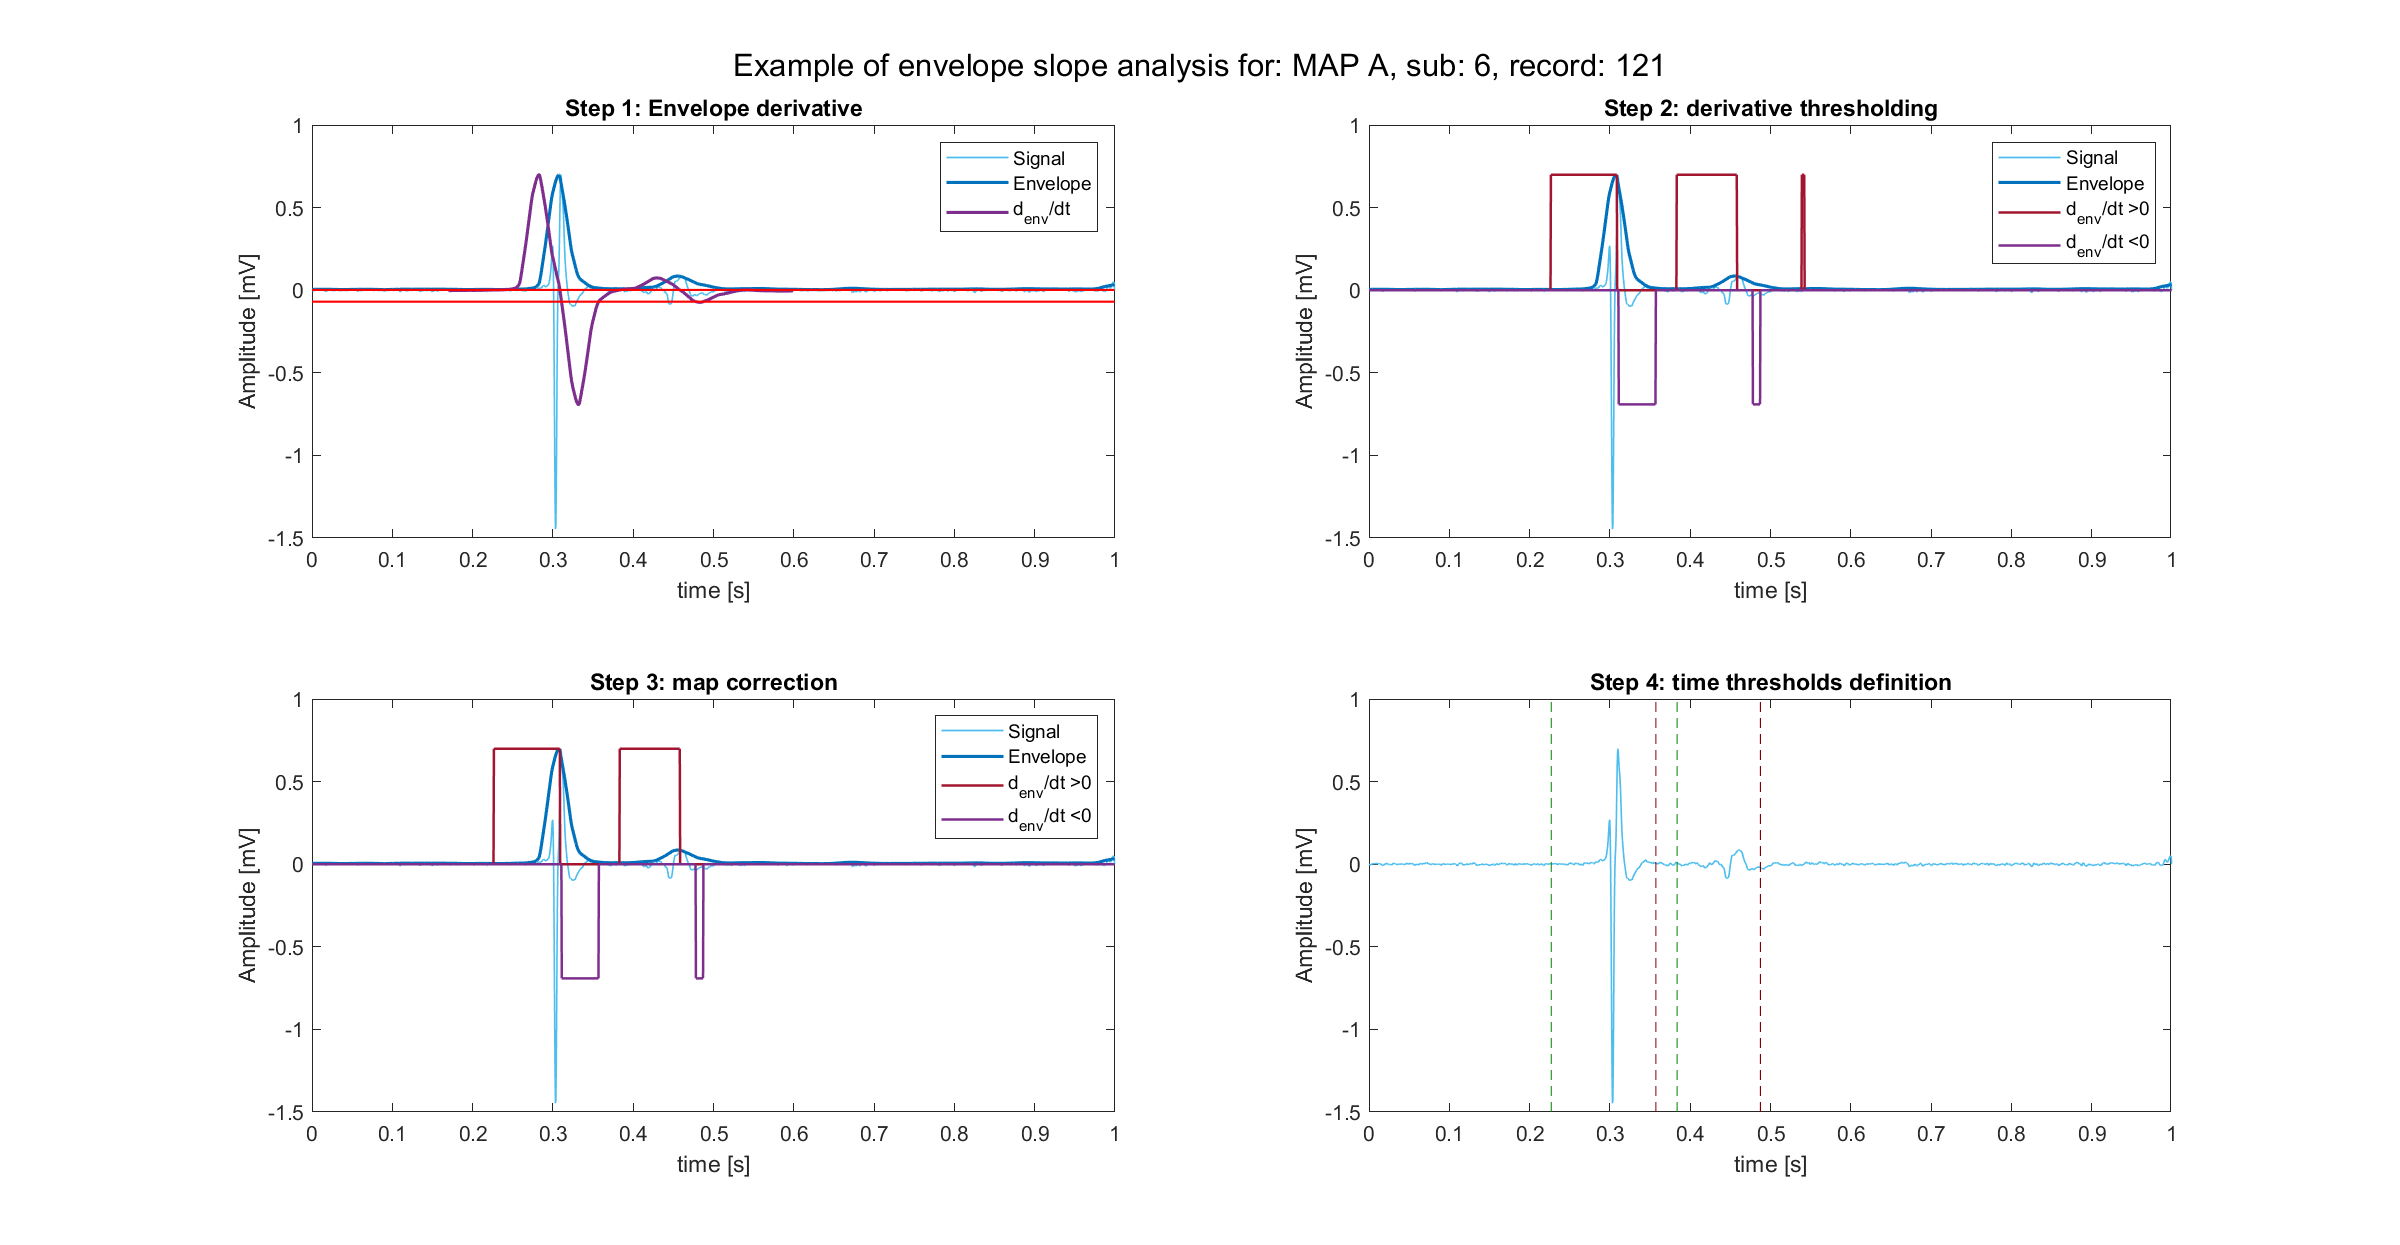 Example of envelope slope analysis for: MAP A, sub: 6, record: 121
Step 1: Envelope derivative
1
0.5
0
-0.5
-1
-1.5
Amplitude [mV]
0 0.1 0.2 0.3 0.4 0.5 0.6 0.7 0.8 0.9 1
time [s]
Signal
Envelope
d_env/dt
Step 2: derivative thresholding
1
0.5
0
-0.5
-1
-1.5
Amplitude [mV]
0 0.1 0.2 0.3 0.4 0.5 0.6 0.7 0.8 0.9 1
time [s]
Signal
Envelope
d_env/dt >0
d_env/dt <0
Step 3: map correction
1
0.5
0
-0.5
-1
-1.5
Amplitude [mV]
0 0.1 0.2 0.3 0.4 0.5 0.6 0.7 0.8 0.9 1
time [s]
Signal
Envelope
d_env/dt >0
d_env/dt <0
Step 4: time thresholds definition
1
0.5
0
-0.5
-1
-1.5
Amplitude [mV]
0 0.1 0.2 0.3 0.4 0.5 0.6 0.7 0.8 0.9 1
time [s]